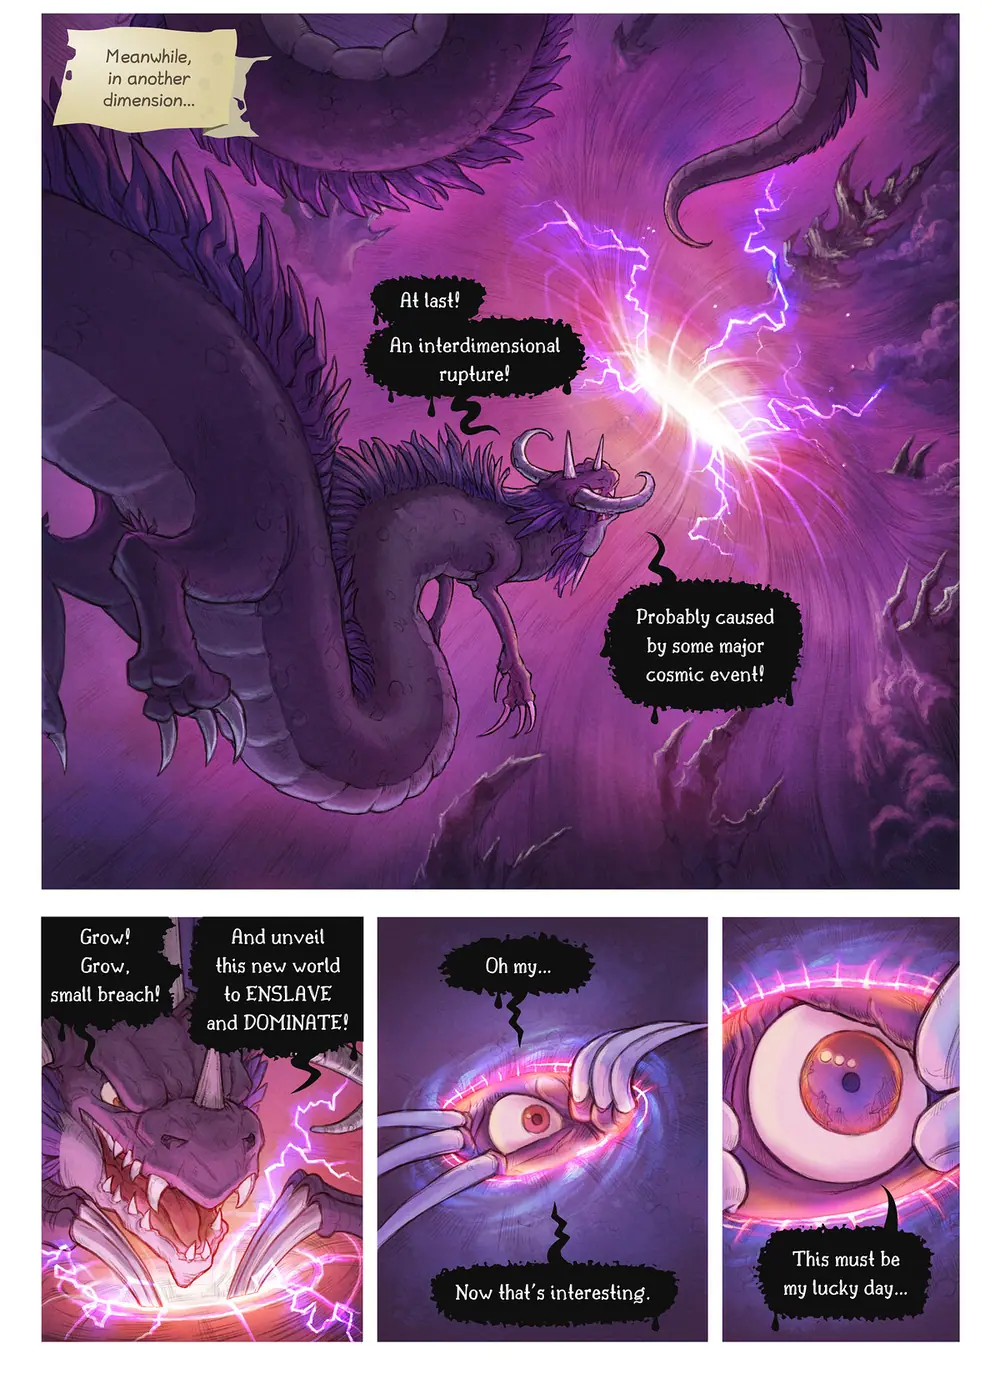 Meanwhile,
in another
dimension...
At last!
An interdimensional
rupture!
Probably caused
by some major
cosmic event!
Grow!
Grow,
small breach!
And unveil
this new world
to ENSLAVE
and DOMINATE!
Oh my...
Now that's interesting.
This must be
my lucky day...